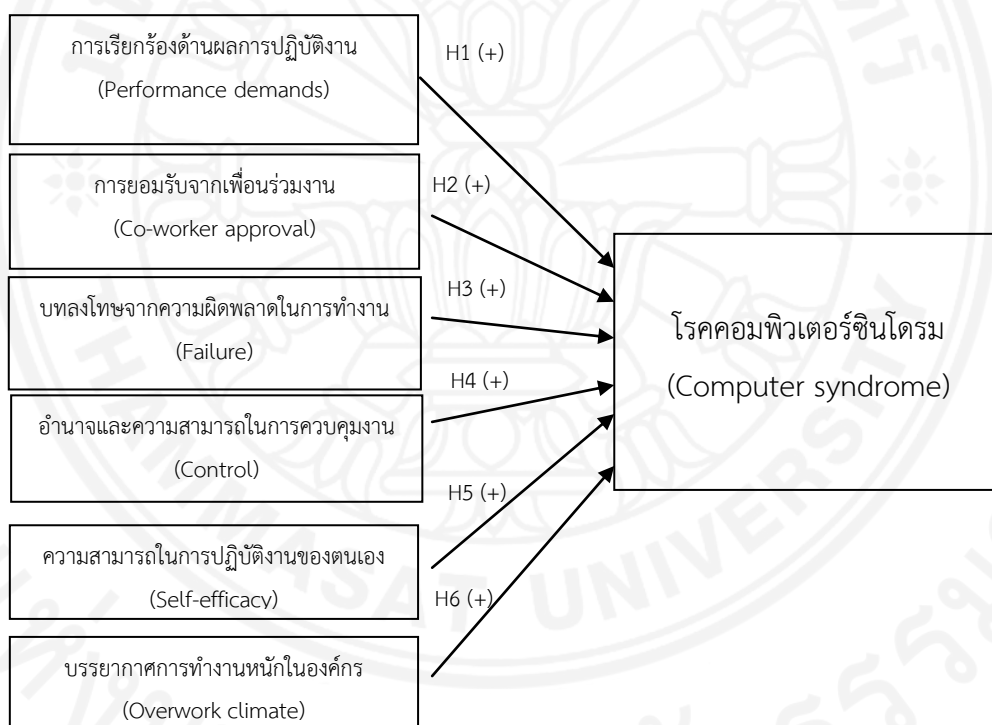 การเรียกร้องด้านผลการปฏิบัติงาน
(Performance demands)
H1 (+)
การยอมรับจากเพื่อนร่วมงาน
(Co-worker approval)
H2 (+)
บทลงโทษจากความผิดพลาดในการทำงาน
(Failure)
H3 (+)
อำนาจและความสามารถในการควบคุมงาน
(Control)
H4 (+)
ความสามารถในการปฏิบัติงานของตนเอง
(Self-efficacy)
H5 (+)
บรรยากาศการทำงานหนักในองค์กร
(Overwork climate)
H6 (+)
โรคคอมพิวเตอร์ซินโดรม
(Computer syndrome)
THAMMASAT UNIVERSITY